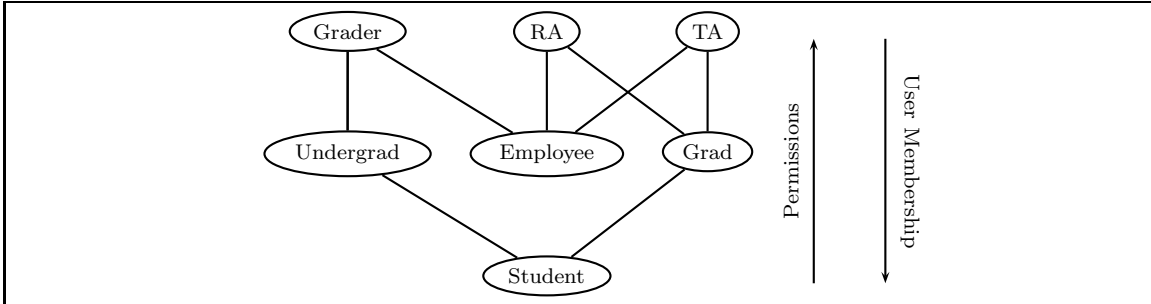 Grader
RA
TA
Undergrad
Employee
Grad
Student
Permissions
User Membership